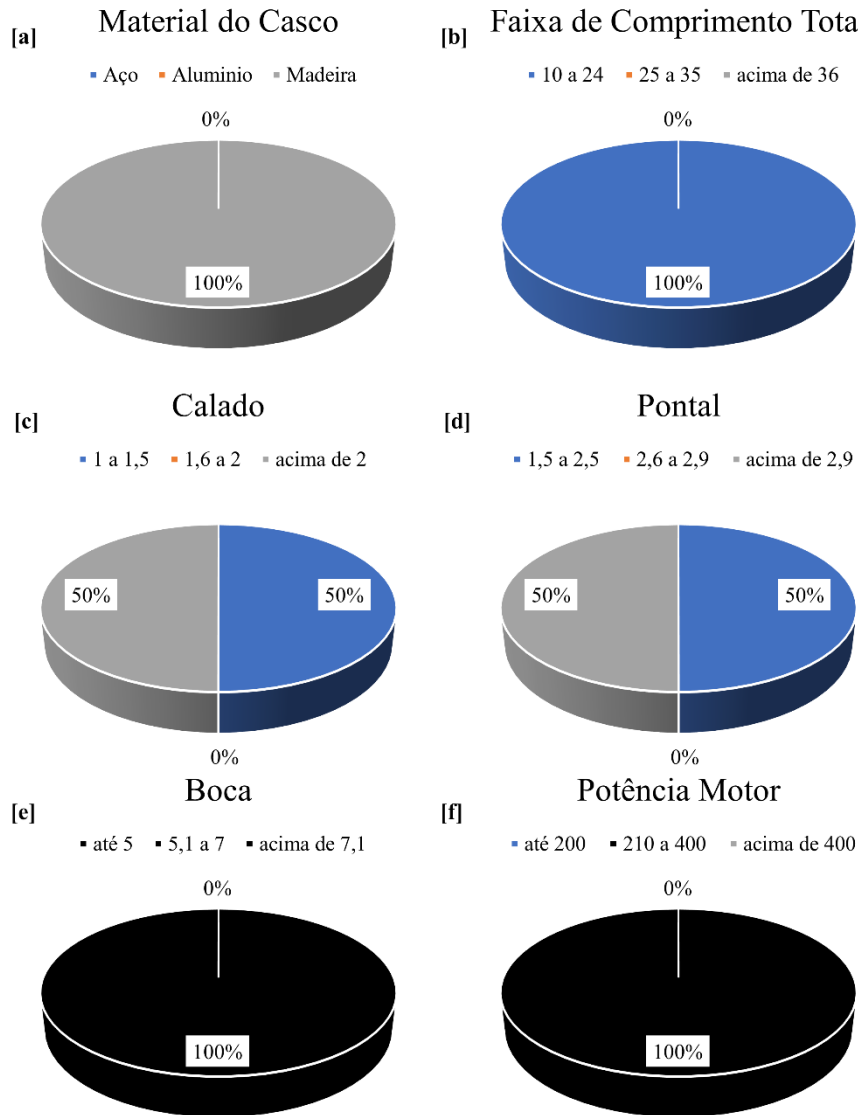 [a] Material do Casco
Aço Aluminio Madeira
0%
100%
[b] Faixa de Comprimento Tota
10 a 24 25 a 35 acima de 36
0%
100%
[c] Calado
1 a 1,5 1,6 a 2 acima de 2
50% 50%
0%
[d] Pontal
1,5 a 2,5 2,6 a 2,9 acima de 2,9
50% 50%
0%
[e] Boca
até 5 5,1 a 7 acima de 7,1
0%
100%
[f] Potência Motor
até 200 210 a 400 acima de 400
0%
100%